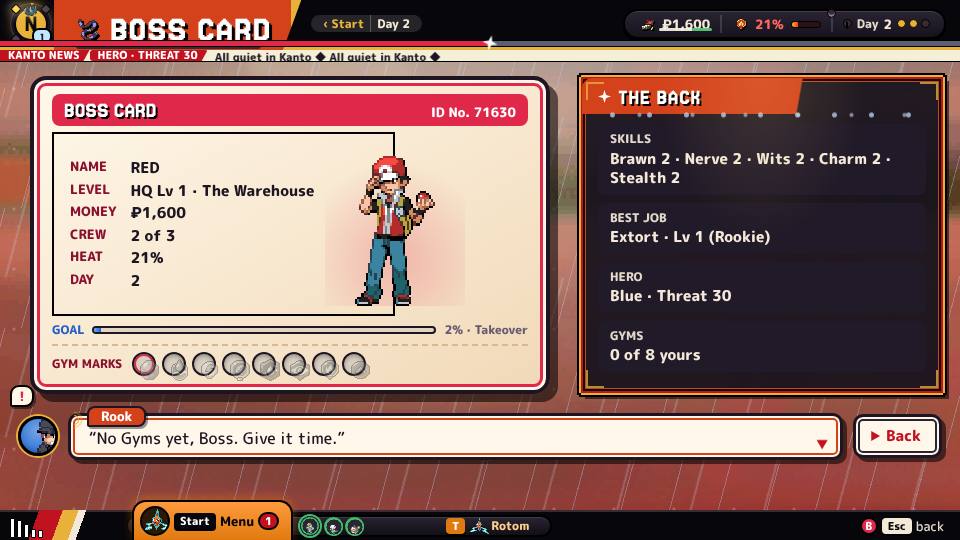 N
1
BOSS CARD
‹ Start Day 2
₽1,600
21%
Day 2
KANTO NEWS HERO · THREAT 30 All quiet in Kanto ◆ All quiet in Kanto ◆
BOSS CARD
ID No. 71630
NAME RED
LEVEL HQ Lv 1 · The Warehouse
MONEY ₽1,600
CREW 2 of 3
HEAT 21%
DAY 2
GOAL 2% · Takeover
GYM MARKS
THE BACK
SKILLS
Brawn 2 · Nerve 2 · Wits 2 · Charm 2 ·
Stealth 2
BEST JOB
Extort · Lv 1 (Rookie)
HERO
Blue · Threat 30
GYMS
0 of 8 yours
!
Rook
“No Gyms yet, Boss. Give it time.”
Back
Start Menu 1
T Rotom
B Esc back